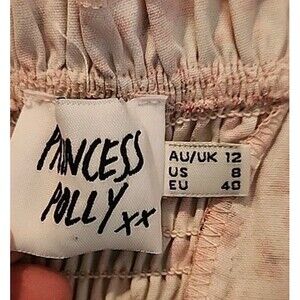 PRINCESS
POLLY xx
AU/UK 12
US 8
EU 40